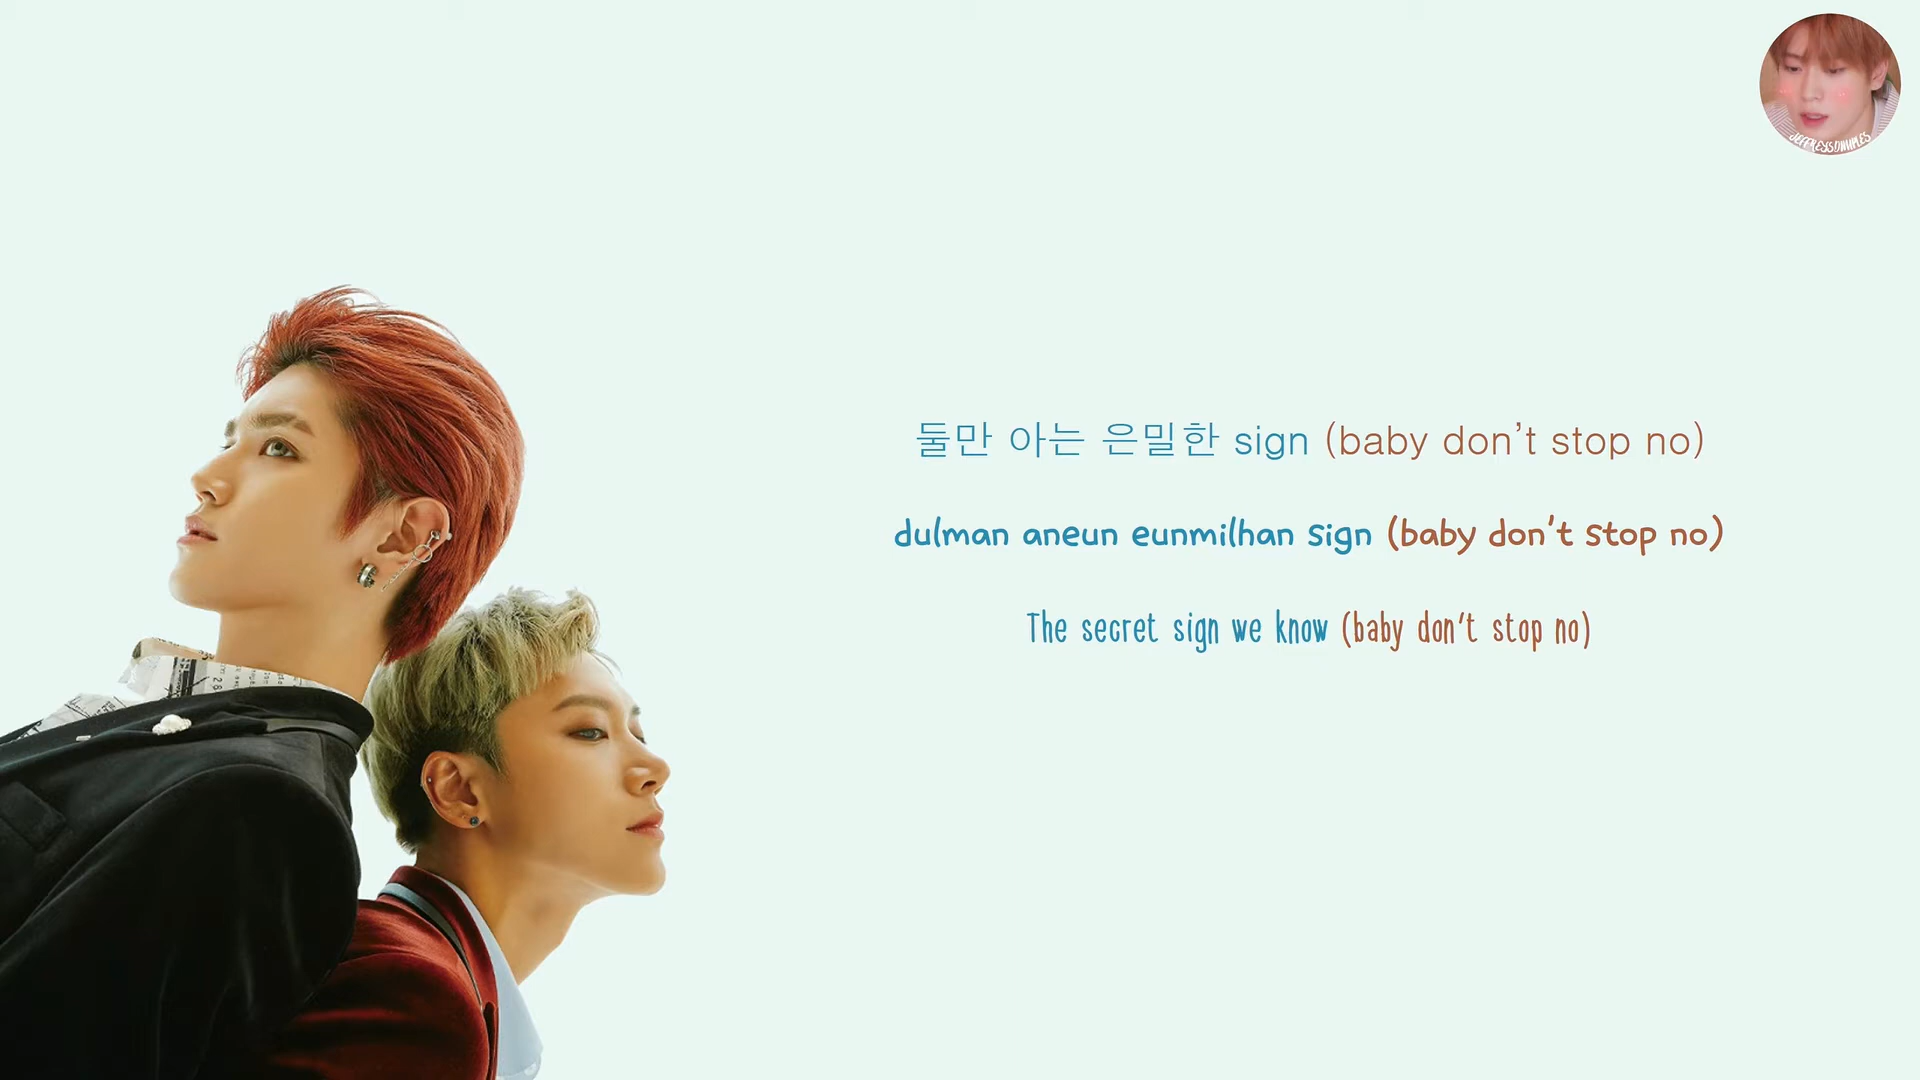 JEFFREYSDIMPLES
둘만 아는 은밀한 sign (baby don't stop no)
dulman aneun eunmilhan sign (baby don't stop no)
The secret sign we know (baby don't stop no)